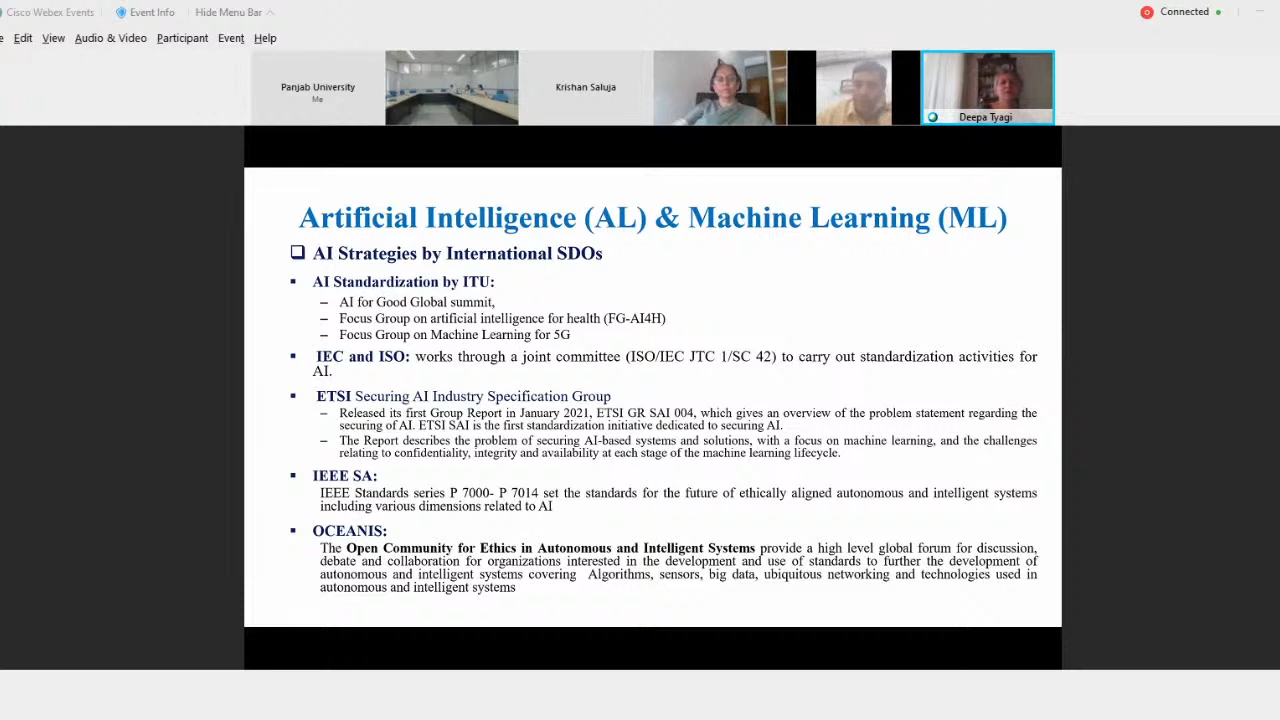 Cisco Webex Events
Event Info
Hide Menu Bar
Connected
e Edit View Audio & Video Participant Event Help
Panjab University
Me
Krishan Saluja
Deepa Tyagi
Artificial Intelligence (AL) & Machine Learning (ML)
AI Strategies by International SDOs
AI Standardization by ITU:
– AI for Good Global summit,
– Focus Group on artificial intelligence for health (FG-AI4H)
– Focus Group on Machine Learning for 5G
IEC and ISO: works through a joint committee (ISO/IEC JTC 1/SC 42) to carry out standardization activities for
AI.
ETSI Securing AI Industry Specification Group
– Released its first Group Report in January 2021, ETSI GR SAI 004, which gives an overview of the problem statement regarding the
securing of AI. ETSI SAI is the first standardization initiative dedicated to securing AI.
– The Report describes the problem of securing AI-based systems and solutions, with a focus on machine learning, and the challenges
relating to confidentiality, integrity and availability at each stage of the machine learning lifecycle.
IEEE SA:
IEEE Standards series P 7000- P 7014 set the standards for the future of ethically aligned autonomous and intelligent systems
including various dimensions related to AI
OCEANIS:
The Open Community for Ethics in Autonomous and Intelligent Systems provide a high level global forum for discussion,
debate and collaboration for organizations interested in the development and use of standards to further the development of
autonomous and intelligent systems covering Algorithms, sensors, big data, ubiquitous networking and technologies used in
autonomous and intelligent systems